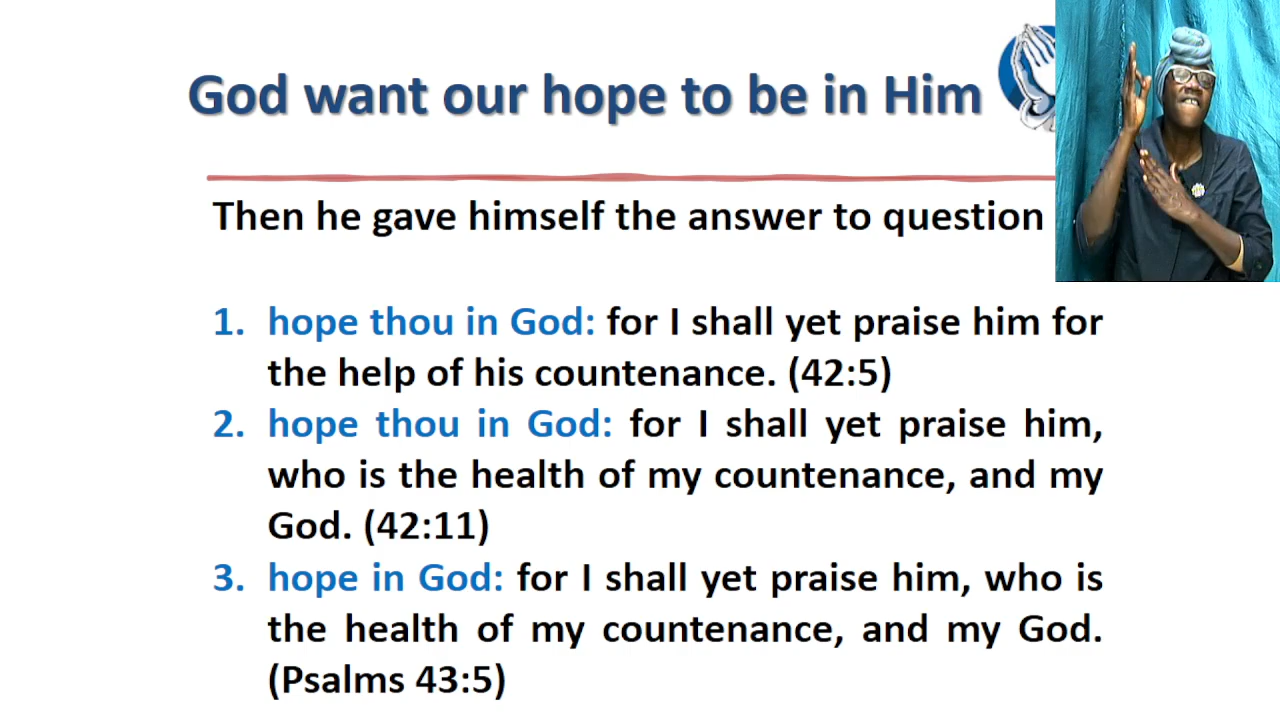 God want our hope to be in Him
Then he gave himself the answer to question
1. hope thou in God: for I shall yet praise him for
the help of his countenance. (42:5)
2. hope thou in God: for I shall yet praise him,
who is the health of my countenance, and my
God. (42:11)
3. hope in God: for I shall yet praise him, who is
the health of my countenance, and my God.
(Psalms 43:5)